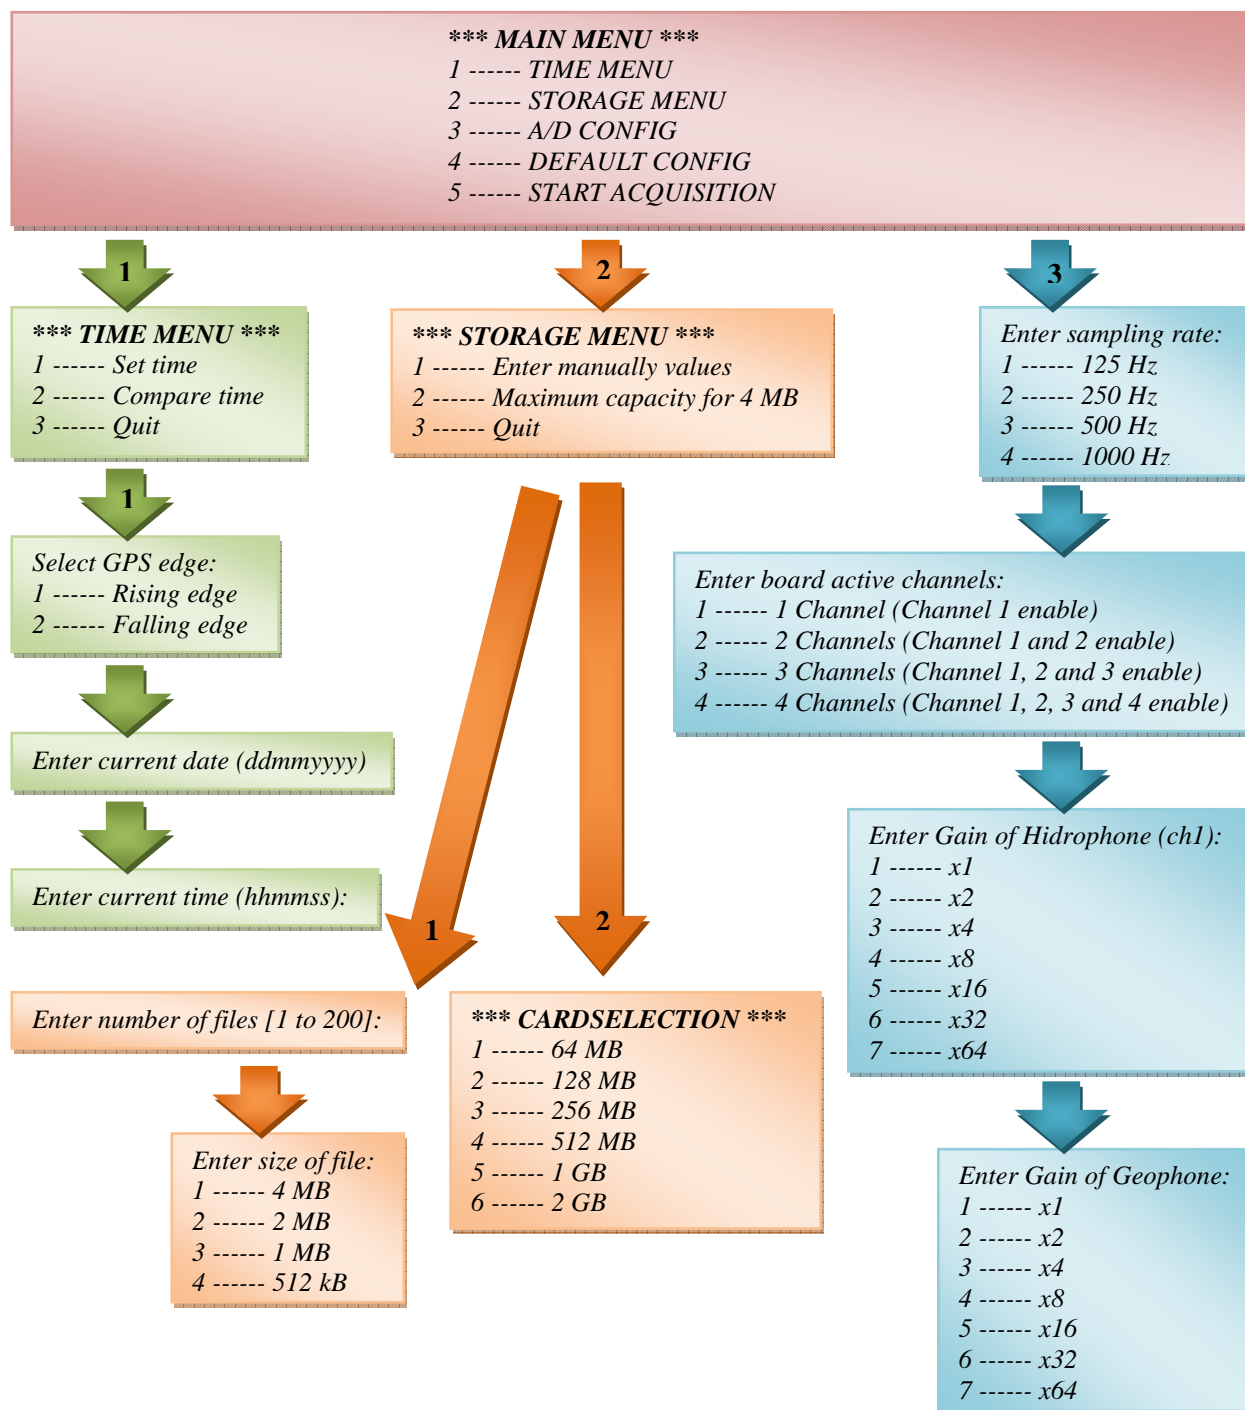 *** MAIN MENU ***
1 ------ TIME MENU
2 ------ STORAGE MENU
3 ------ A/D CONFIG
4 ------ DEFAULT CONFIG
5 ------ START ACQUISITION
1
2
3
*** TIME MENU ***
1 ------ Set time
2 ------ Compare time
3 ------ Quit
*** STORAGE MENU ***
1 ------ Enter manually values
2 ------ Maximum capacity for 4 MB
3 ------ Quit
Enter sampling rate:
1 ------ 125 Hz
2 ------ 250 Hz
3 ------ 500 Hz
4 ------ 1000 Hz
1
Select GPS edge:
1 ------ Rising edge
2 ------ Falling edge
Enter board active channels:
1 ------ 1 Channel (Channel 1 enable)
2 ------ 2 Channels (Channel 1 and 2 enable)
3 ------ 3 Channels (Channel 1, 2 and 3 enable)
4 ------ 4 Channels (Channel 1, 2, 3 and 4 enable)
Enter current date (ddmmyyyy)
Enter current time (hhmmss):
1
2
Enter Gain of Hidrophone (ch1):
1 ------ x1
2 ------ x2
3 ------ x4
4 ------ x8
5 ------ x16
6 ------ x32
7 ------ x64
Enter number of files [1 to 200]:
*** CARDSELECTION ***
1 ------ 64 MB
2 ------ 128 MB
3 ------ 256 MB
4 ------ 512 MB
5 ------ 1 GB
6 ------ 2 GB
Enter size of file:
1 ------ 4 MB
2 ------ 2 MB
3 ------ 1 MB
4 ------ 512 kB
Enter Gain of Geophone:
1 ------ x1
2 ------ x2
3 ------ x4
4 ------ x8
5 ------ x16
6 ------ x32
7 ------ x64